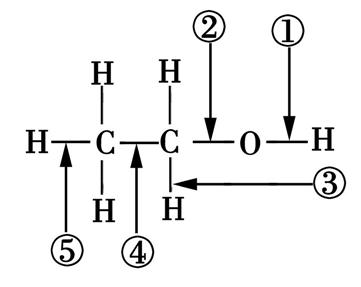 ② ①
H H
H C C O H
③
H H
⑤ ④